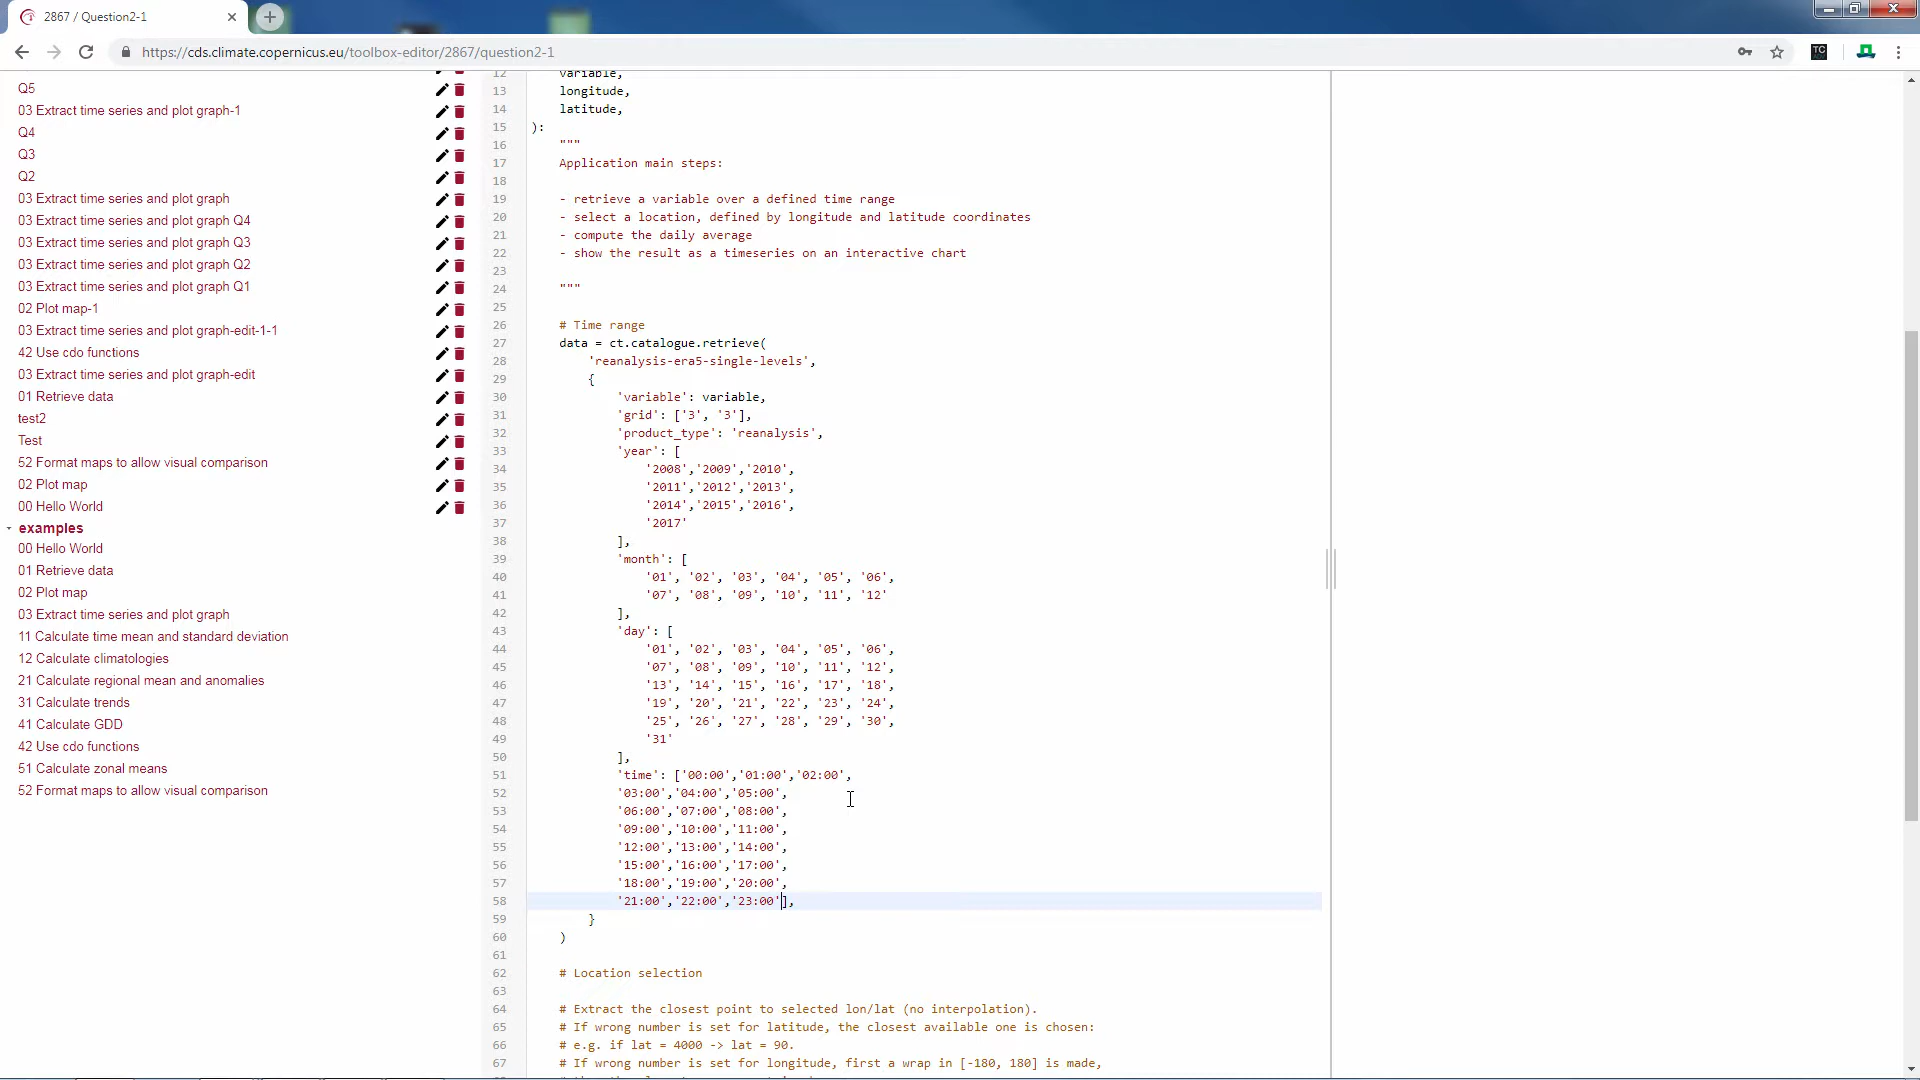 2867 / Question2-1
https://cds.climate.copernicus.eu/toolbox-editor/2867/question2-1
TC
Q5
03 Extract time series and plot graph-1
Q4
Q3
Q2
03 Extract time series and plot graph
03 Extract time series and plot graph Q4
03 Extract time series and plot graph Q3
03 Extract time series and plot graph Q2
03 Extract time series and plot graph Q1
02 Plot map-1
03 Extract time series and plot graph-edit-1-1
42 Use cdo functions
03 Extract time series and plot graph-edit
01 Retrieve data
test2
Test
52 Format maps to allow visual comparison
02 Plot map
00 Hello World
examples
00 Hello World
01 Retrieve data
02 Plot map
03 Extract time series and plot graph
11 Calculate time mean and standard deviation
12 Calculate climatologies
21 Calculate regional mean and anomalies
31 Calculate trends
41 Calculate GDD
42 Use cdo functions
51 Calculate zonal means
52 Format maps to allow visual comparison
12 variable,
13 longitude,
14 latitude,
15 ):
16 """
17 Application main steps:
18
19 - retrieve a variable over a defined time range
20 - select a location, defined by longitude and latitude coordinates
21 - compute the daily average
22 - show the result as a timeseries on an interactive chart
23
24 """
25
26 # Time range
27 data = ct.catalogue.retrieve(
28 'reanalysis-era5-single-levels',
29 {
30 'variable': variable,
31 'grid': ['3', '3'],
32 'product_type': 'reanalysis',
33 'year': [
34 '2008','2009','2010',
35 '2011','2012','2013',
36 '2014','2015','2016',
37 '2017'
38 ],
39 'month': [
40 '01', '02', '03', '04', '05', '06',
41 '07', '08', '09', '10', '11', '12'
42 ],
43 'day': [
44 '01', '02', '03', '04', '05', '06',
45 '07', '08', '09', '10', '11', '12',
46 '13', '14', '15', '16', '17', '18',
47 '19', '20', '21', '22', '23', '24',
48 '25', '26', '27', '28', '29', '30',
49 '31'
50 ],
51 'time': ['00:00','01:00','02:00',
52 '03:00','04:00','05:00',
53 '06:00','07:00','08:00',
54 '09:00','10:00','11:00',
55 '12:00','13:00','14:00',
56 '15:00','16:00','17:00',
57 '18:00','19:00','20:00',
58 '21:00','22:00','23:00'],
59 }
60 )
61
62 # Location selection
63
64 # Extract the closest point to selected lon/lat (no interpolation).
65 # If wrong number is set for latitude, the closest available one is chosen:
66 # e.g. if lat = 4000 -> lat = 90.
67 # If wrong number is set for longitude, first a wrap in [-180, 180] is made,